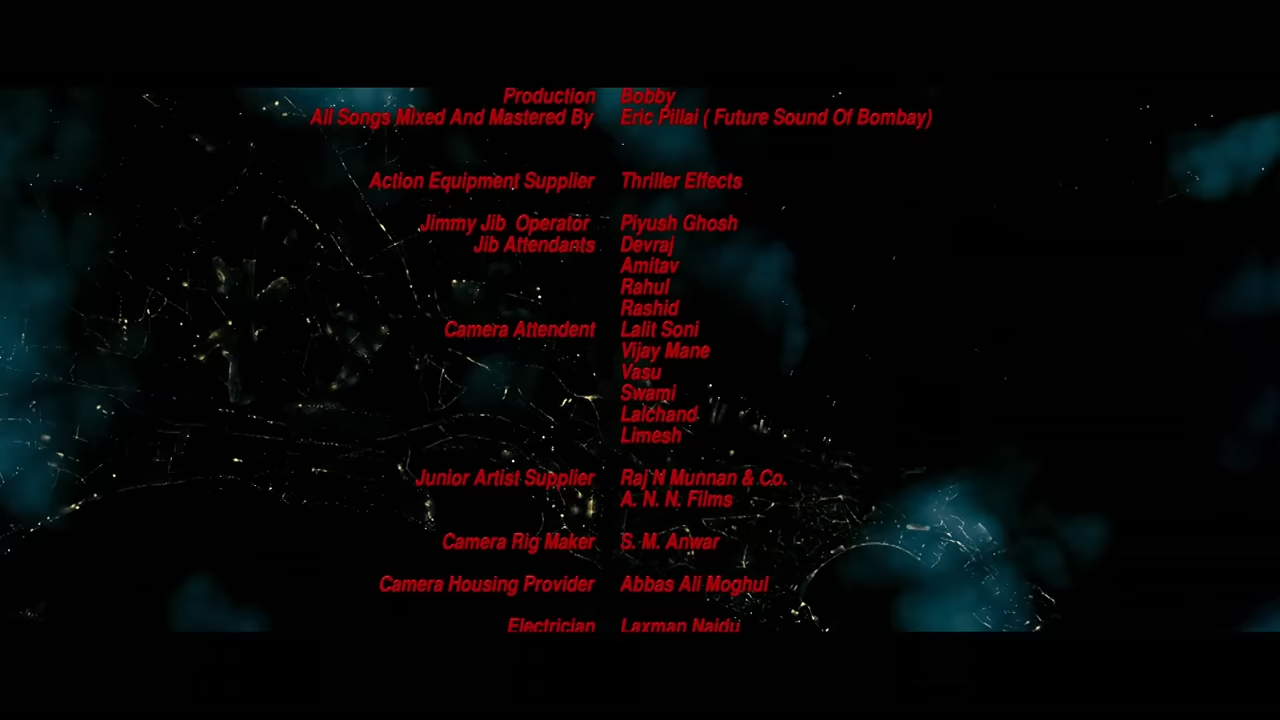 Production Bobby
All Songs Mixed And Mastered By Eric Pillai ( Future Sound Of Bombay)
Action Equipment Supplier Thriller Effects
Jimmy Jib Operator Piyush Ghosh
Jib Attendants Devraj
Amitav
Rahul
Rashid
Camera Attendent Lalit Soni
Vijay Mane
Vasu
Swami
Lalchand
Limesh
Junior Artist Supplier Raj N Munnan & Co.
A. N. N. Films
Camera Rig Maker S. M. Anwar
Camera Housing Provider Abbas Ali Moghul
Electrician Laxman Naidu